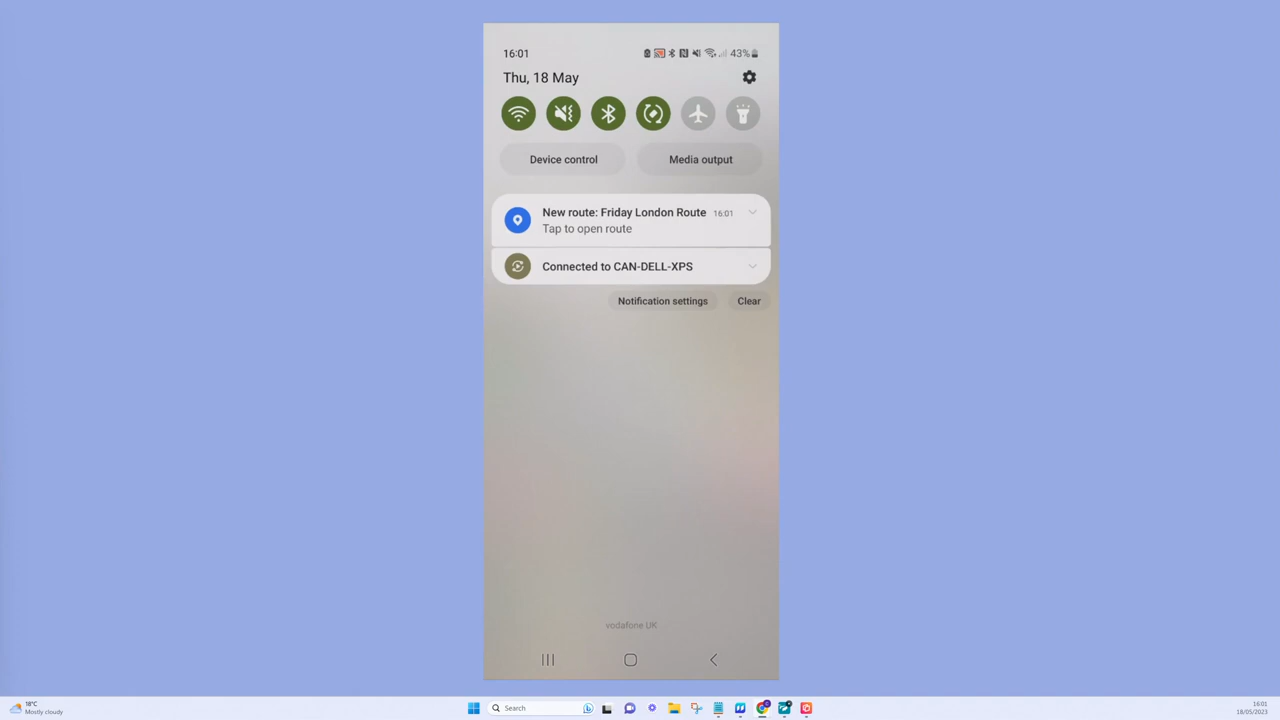 16:01
43%
Thu, 18 May
Device control
Media output
New route: Friday London Route 16:01
Tap to open route
Connected to CAN-DELL-XPS
Notification settings
Clear
vodafone UK
18°C
Mostly cloudy
Search
16:01
18/05/2023